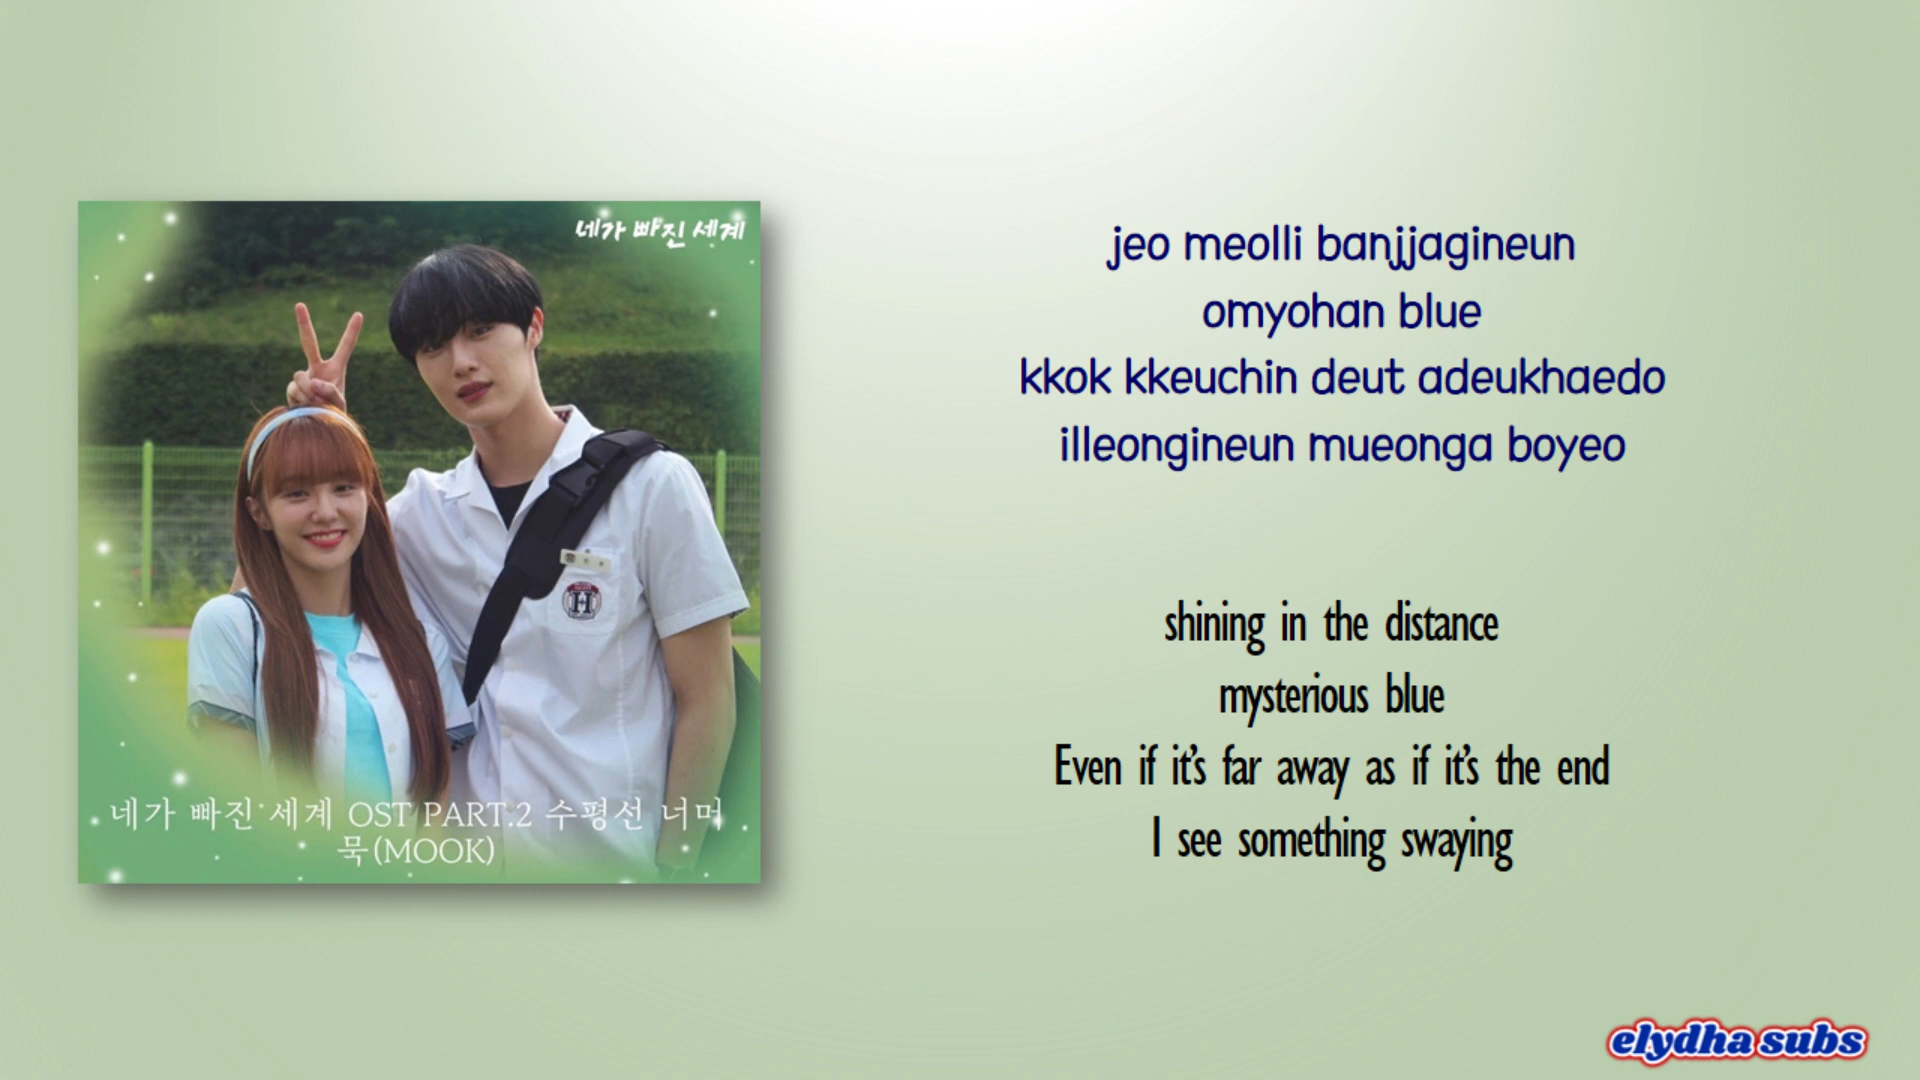 네가 빠진 세계
네가 빠진 세계 OST PART.2 수평선 너머
묵(MOOK)
jeo meolli banjjagineun
omyohan blue
kkok kkeuchin deut adeukhaedo
illeongineun mueonga boyeo
shining in the distance
mysterious blue
Even if it's far away as if it's the end
I see something swaying
H
elydha subs